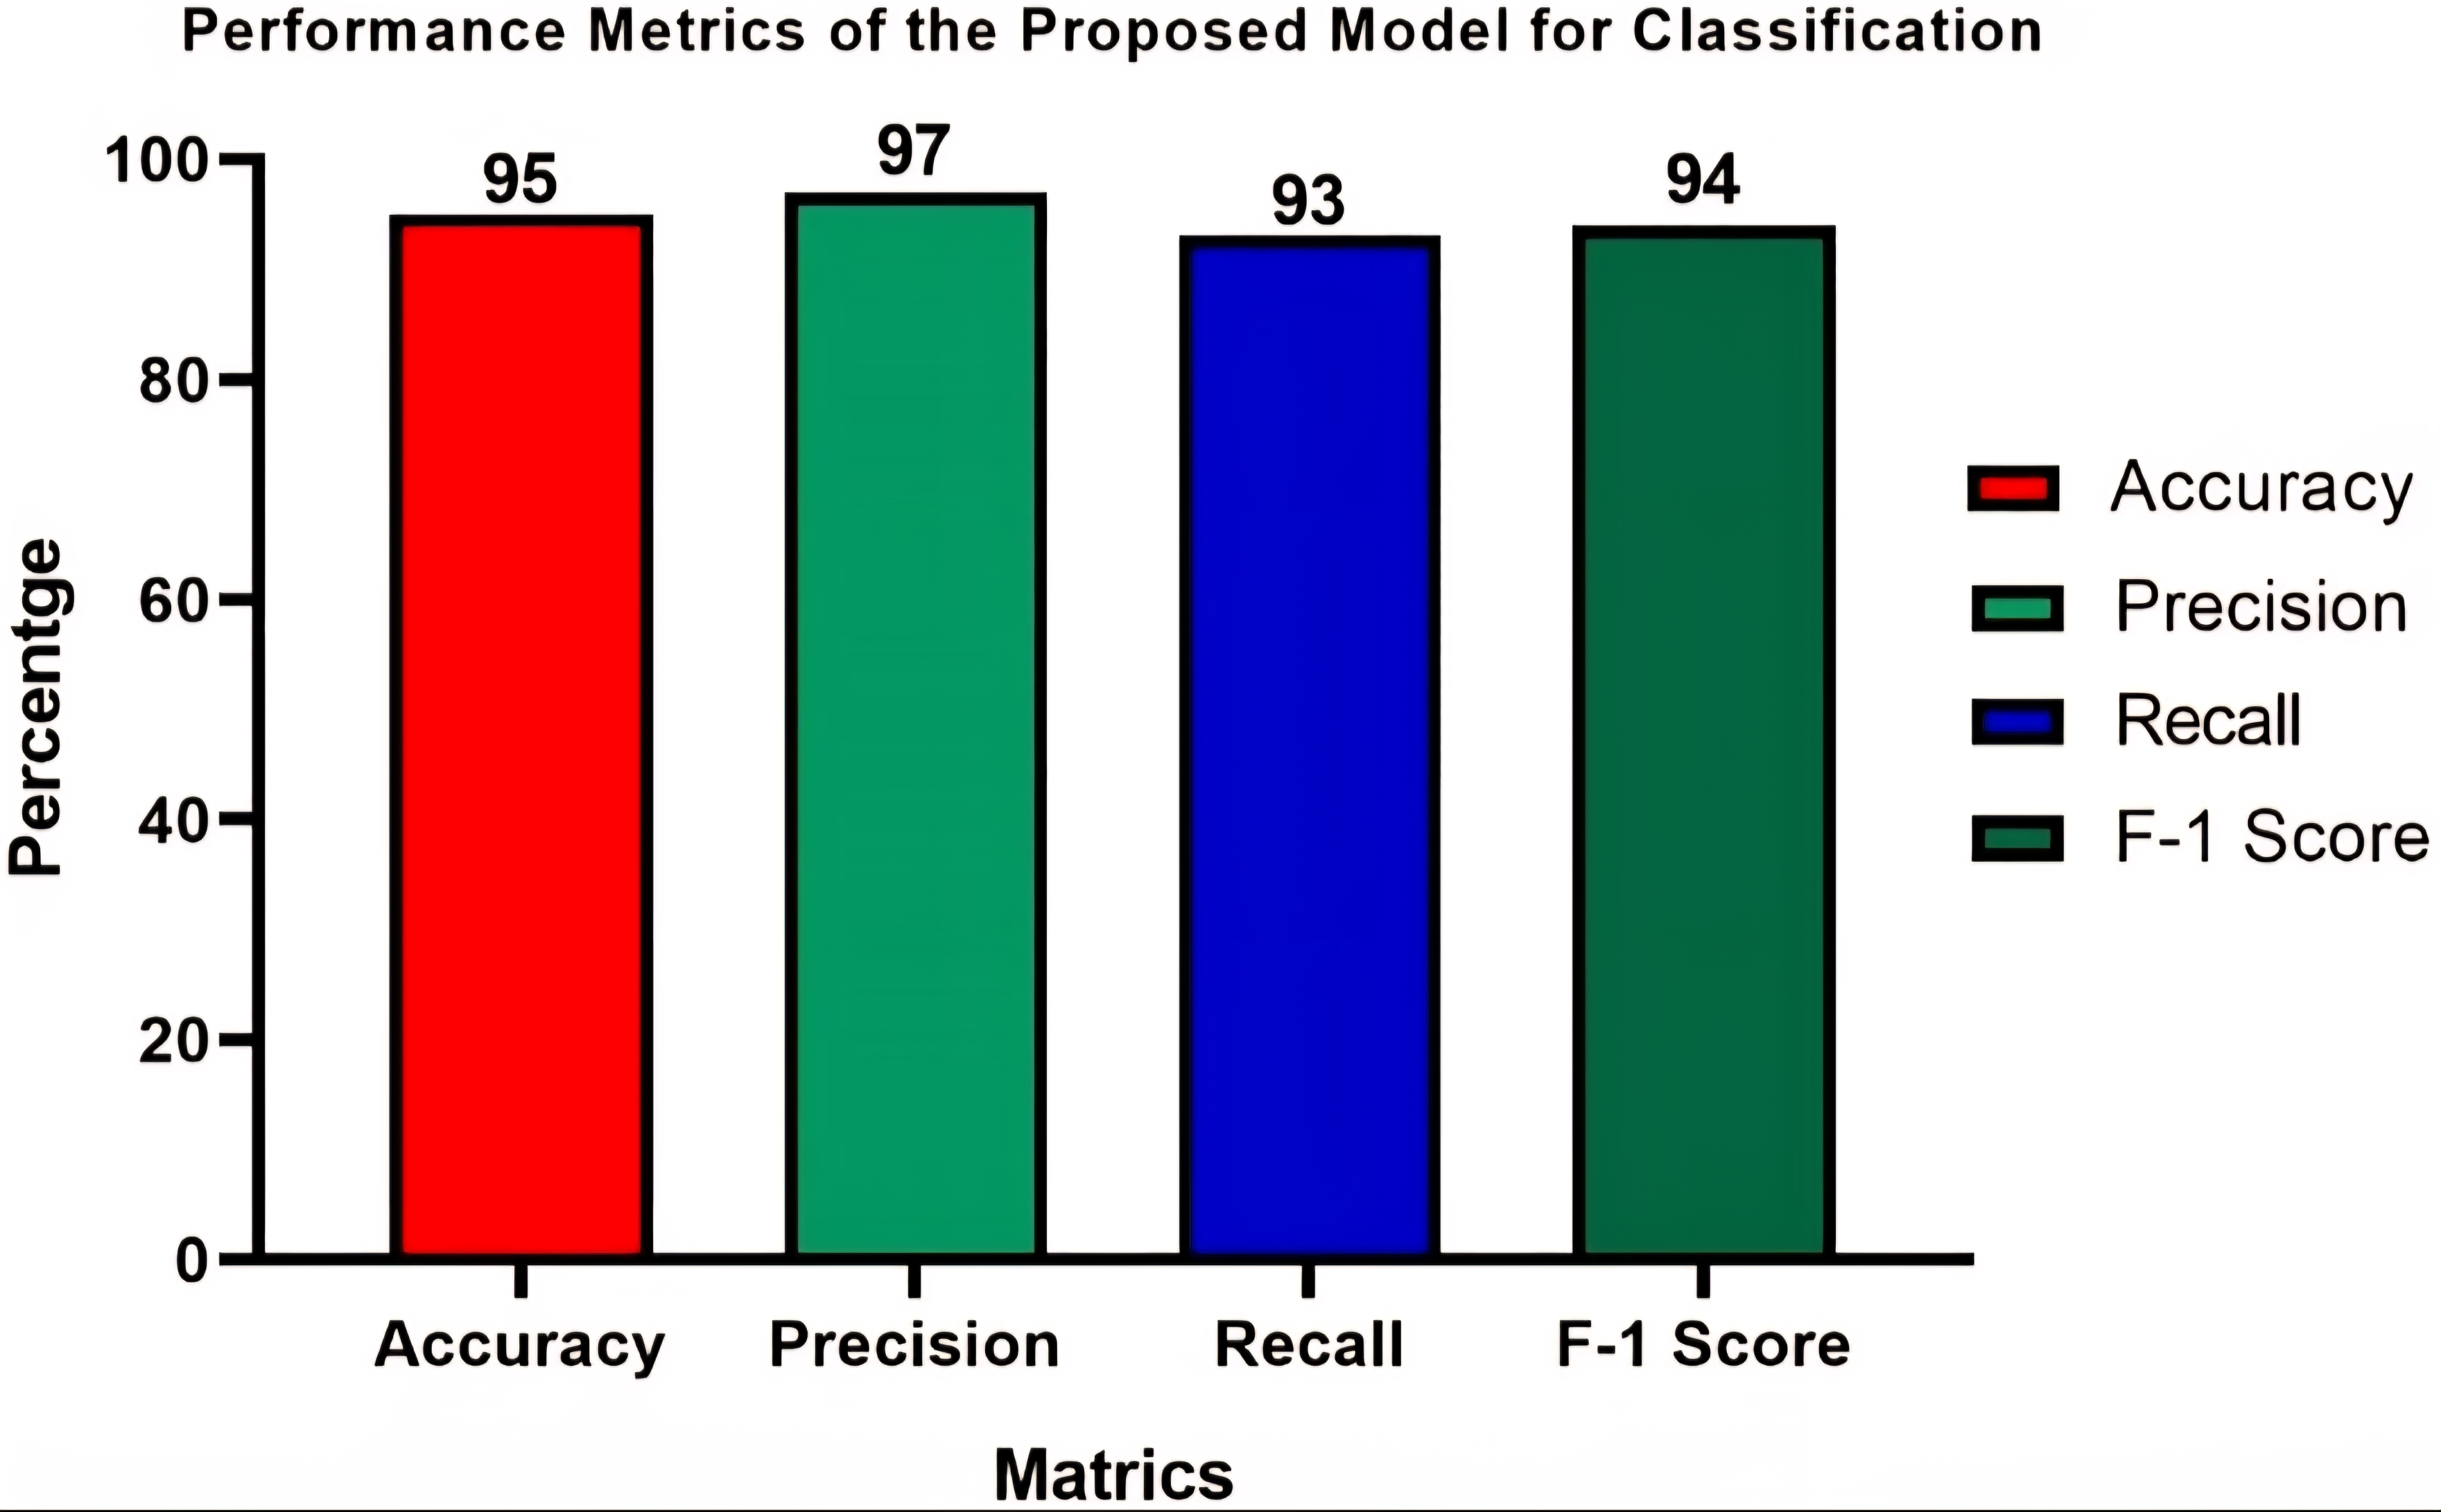 Performance Metrics of the Proposed Model for Classification
Percentge
100
80
60
40
20
0
95
97
93
94
Accuracy
Precision
Recall
F-1 Score
Matrics
Accuracy
Precision
Recall
F-1 Score